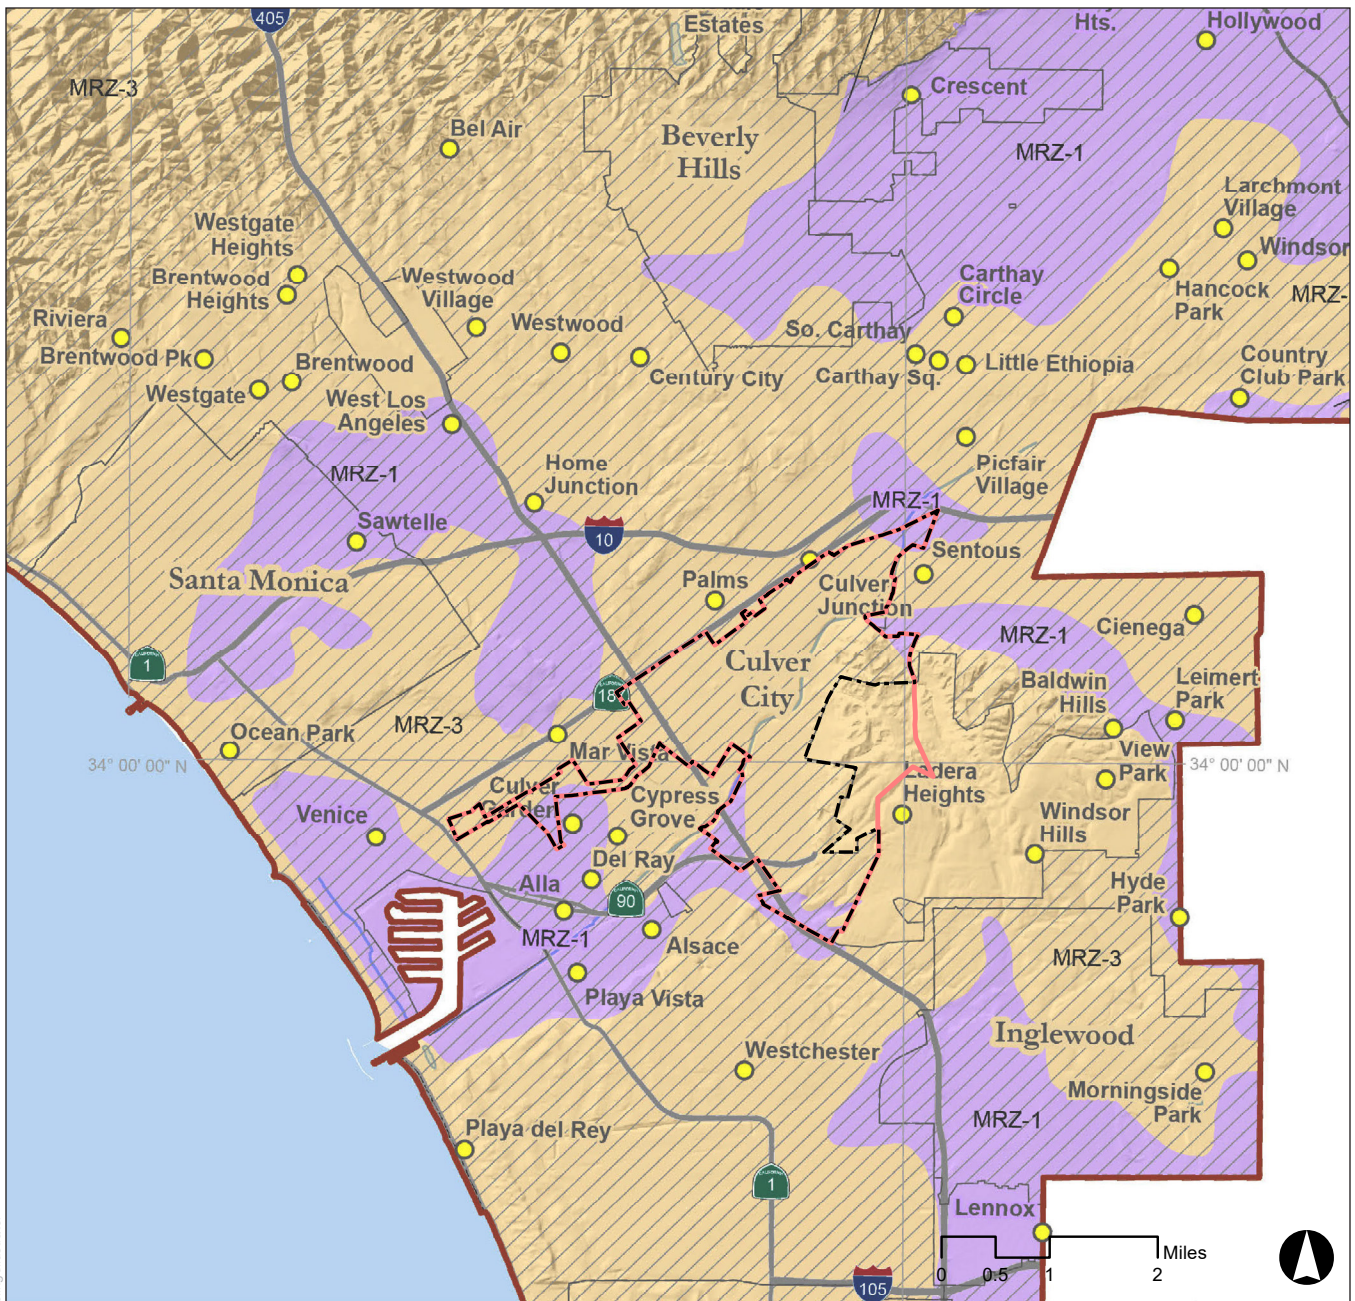 405
Estates
Hts.
Hollywood
MRZ-3
Crescent
Bel Air
Beverly
Hills
MRZ-1
Larchmont
Village
Westgate
Heights
Windsor
Brentwood
Heights
Westwood
Village
Carthay
Circle
Hancock
Park
MRZ-
Riviera
Westwood
So. Carthay
Brentwood Pk
Brentwood
Century City
Carthay Sq.
Little Ethiopia
Country
Club Park
Westgate
West Los
Angeles
MRZ-1
Home
Junction
Picfair
Village
MRZ-1
Sawtelle
10
Sentous
Santa Monica
Palms
Culver
Junction
MRZ-1
Cienega
1
Culver
City
Baldwin
Hills
Leimert
Park
MRZ-3
18
Ocean Park
Mar Vista
View
Park
34° 00' 00" N
34° 00' 00" N
Ladera
Heights
Culver
Garden
Cypress
Grove
Venice
Windsor
Hills
Del Ray
Alla
90
Hyde
Park
MRZ-1
Alsace
MRZ-3
Playa Vista
Inglewood
Westchester
Morningside
Park
MRZ-1
Playa del Rey
1
Lennox
Miles
0 0.5 1 2
105